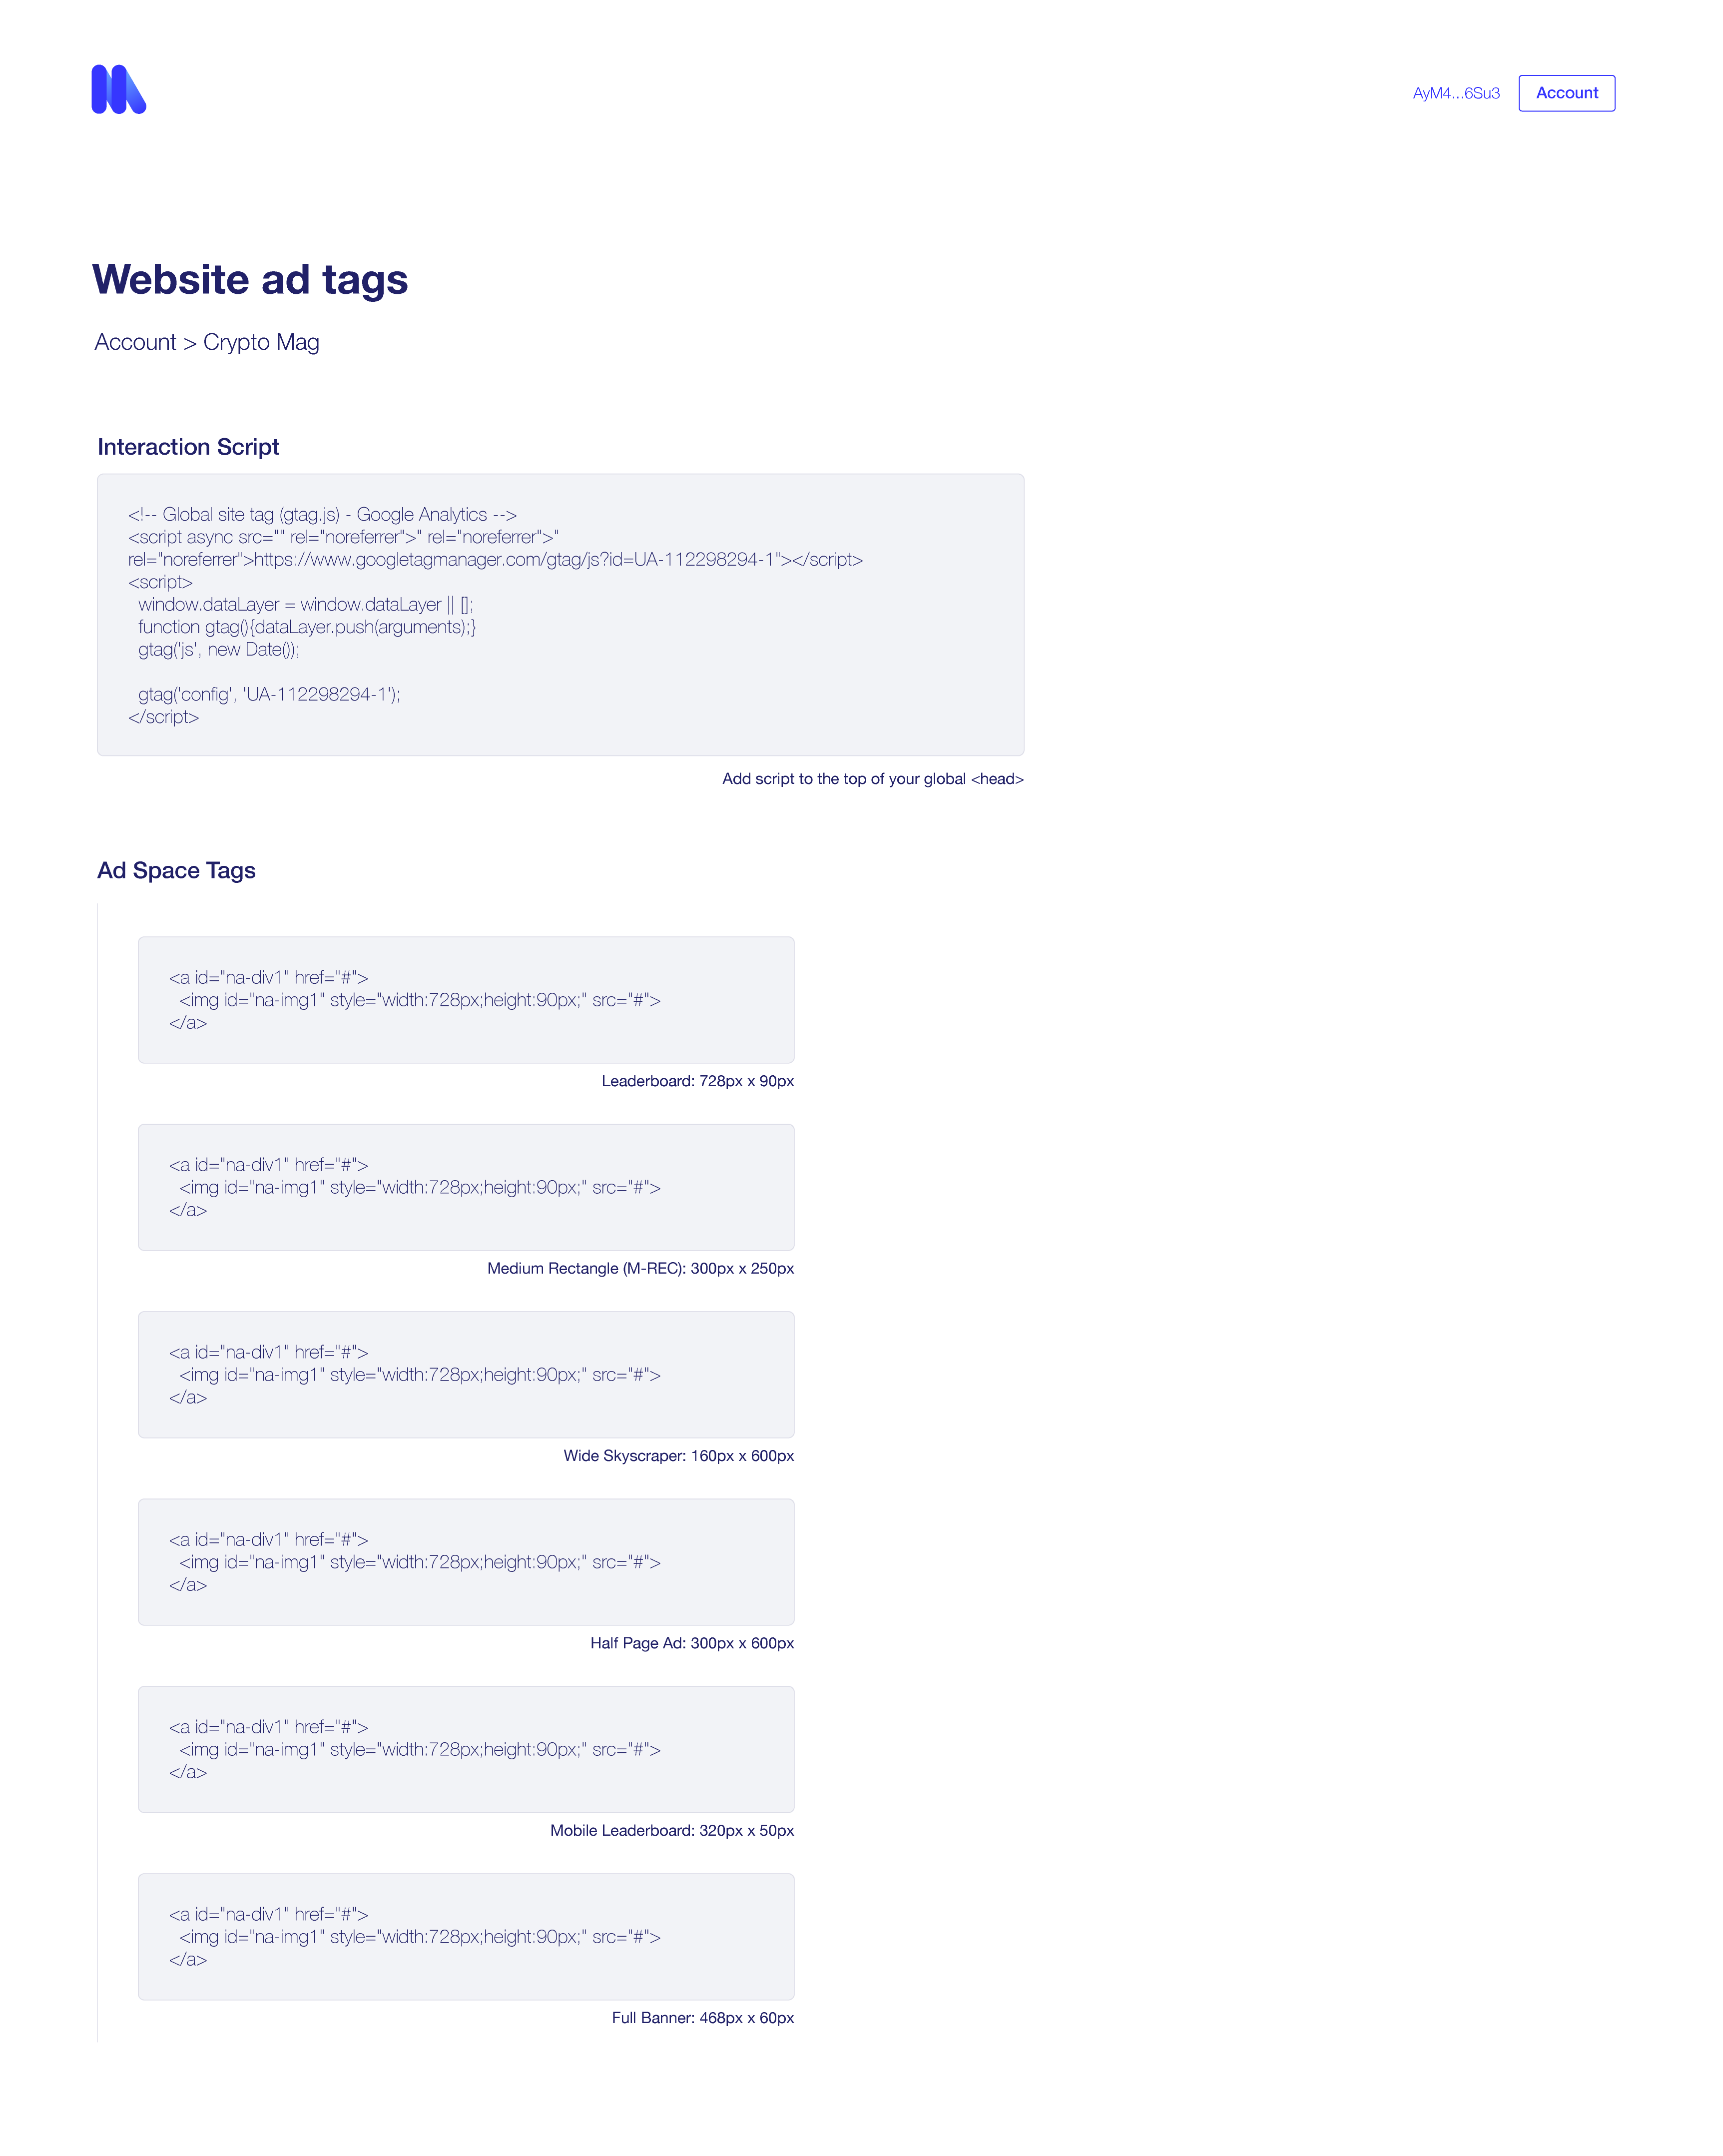 AyM4...6Su3
Account
Website ad tags
Account > Crypto Mag
Interaction Script
<!-- Global site tag (gtag.js) - Google Analytics -->
<script async src="" rel="noreferrer">" rel="noreferrer">"
rel="noreferrer">https://www.googletagmanager.com/gtag/js?id=UA-112298294-1"></script>
<script>
  window.dataLayer = window.dataLayer || [];
  function gtag(){dataLayer.push(arguments);}
  gtag('js', new Date());
  gtag('config', 'UA-112298294-1');
</script>
Add script to the top of your global <head>
Ad Space Tags
<a id="na-div1" href="#">
  <img id="na-img1" style="width:728px;height:90px;" src="#">
</a>
Leaderboard: 728px x 90px
<a id="na-div1" href="#">
  <img id="na-img1" style="width:728px;height:90px;" src="#">
</a>
Medium Rectangle (M-REC): 300px x 250px
<a id="na-div1" href="#">
  <img id="na-img1" style="width:728px;height:90px;" src="#">
</a>
Wide Skyscraper: 160px x 600px
<a id="na-div1" href="#">
  <img id="na-img1" style="width:728px;height:90px;" src="#">
</a>
Half Page Ad: 300px x 600px
<a id="na-div1" href="#">
  <img id="na-img1" style="width:728px;height:90px;" src="#">
</a>
Mobile Leaderboard: 320px x 50px
<a id="na-div1" href="#">
  <img id="na-img1" style="width:728px;height:90px;" src="#">
</a>
Full Banner: 468px x 60px